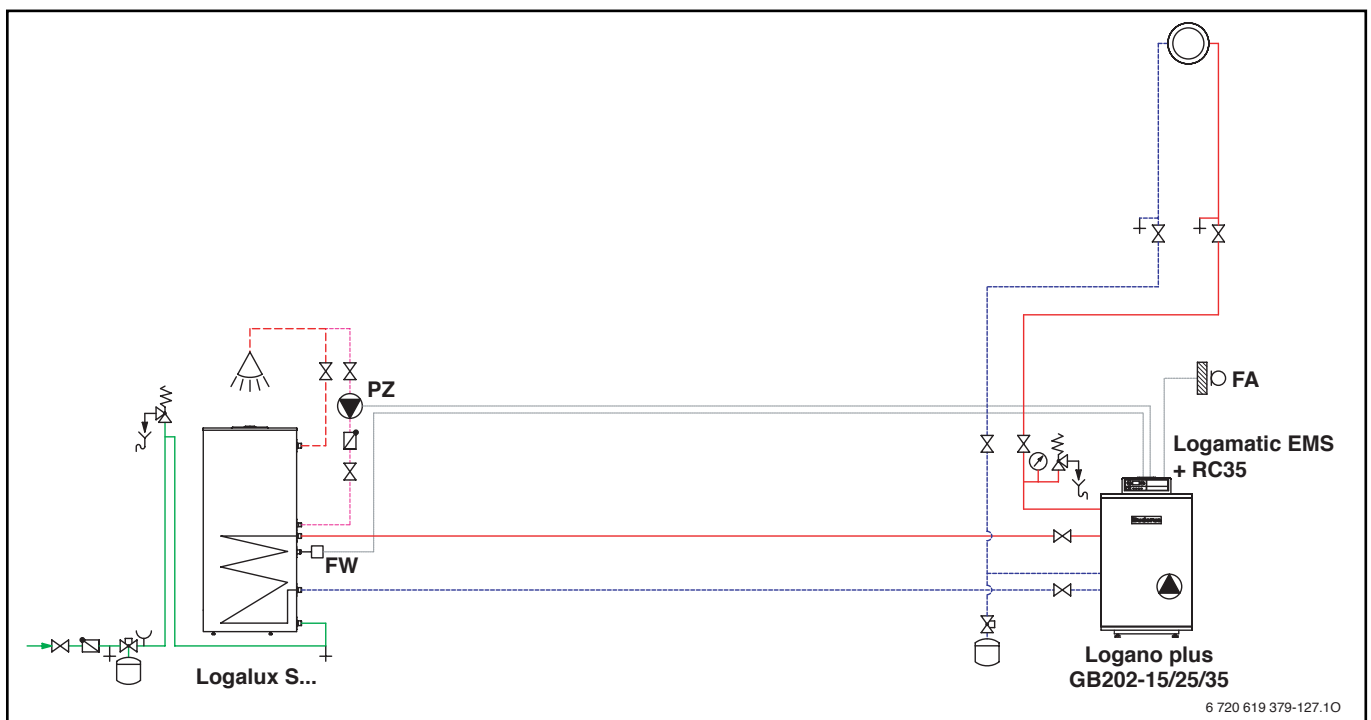 PZ
FA
Logamatic EMS
+ RC35
Buderus
FW
Logalux S...
Logano plus
GB202-15/25/35
6 720 619 379-127.1O